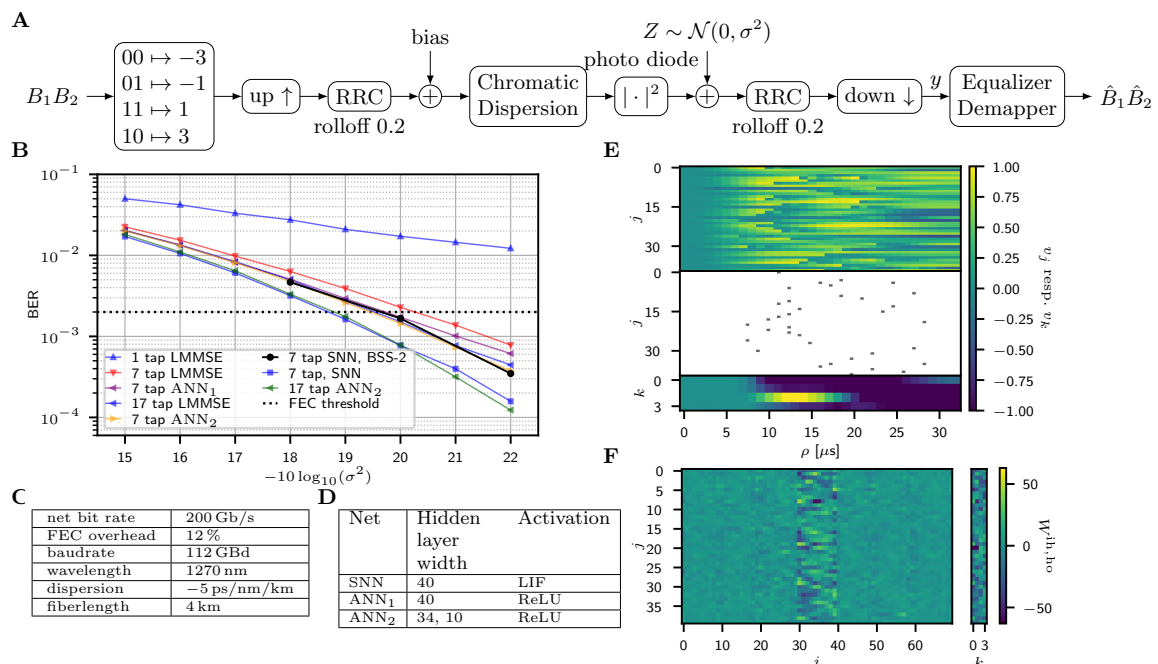 A
B₁B₂
00 ↦ −3
01 ↦ −1
11 ↦ 1
10 ↦ 3
up ↑
RRC
rolloff 0.2
bias
+
Chromatic
Dispersion
photo diode
| · |²
Z ∼ N(0, σ²)
+
RRC
rolloff 0.2
down ↓
y
Equalizer
Demapper
B̂₁B̂₂
B
BER
10⁻¹
10⁻²
10⁻³
10⁻⁴
1 tap LMMSE
7 tap LMMSE
7 tap ANN₁
17 tap LMMSE
7 tap ANN₂
7 tap SNN, BSS-2
7 tap, SNN
17 tap ANN₂
FEC threshold
15 16 17 18 19 20 21 22
−10 log₁₀(σ²)
E
j
0
15
30
j
0
15
30
k
0
3
0 5 10 15 20 25 30
ρ [μs]
1.00
0.75
0.50
0.25
0.00
−0.25
−0.50
−0.75
−1.00
v_j resp. v_k
C
net bit rate 200 Gb/s
FEC overhead 12 %
baudrate 112 GBd
wavelength 1270 nm
dispersion −5 ps/nm/km
fiberlength 4 km
D
Net Hidden layer width Activation
SNN 40 LIF
ANN₁ 40 ReLU
ANN₂ 34, 10 ReLU
F
j
0
5
10
15
20
25
30
35
0 10 20 30 40 50 60
0 3
k
50
0
−50
W^ih,ho